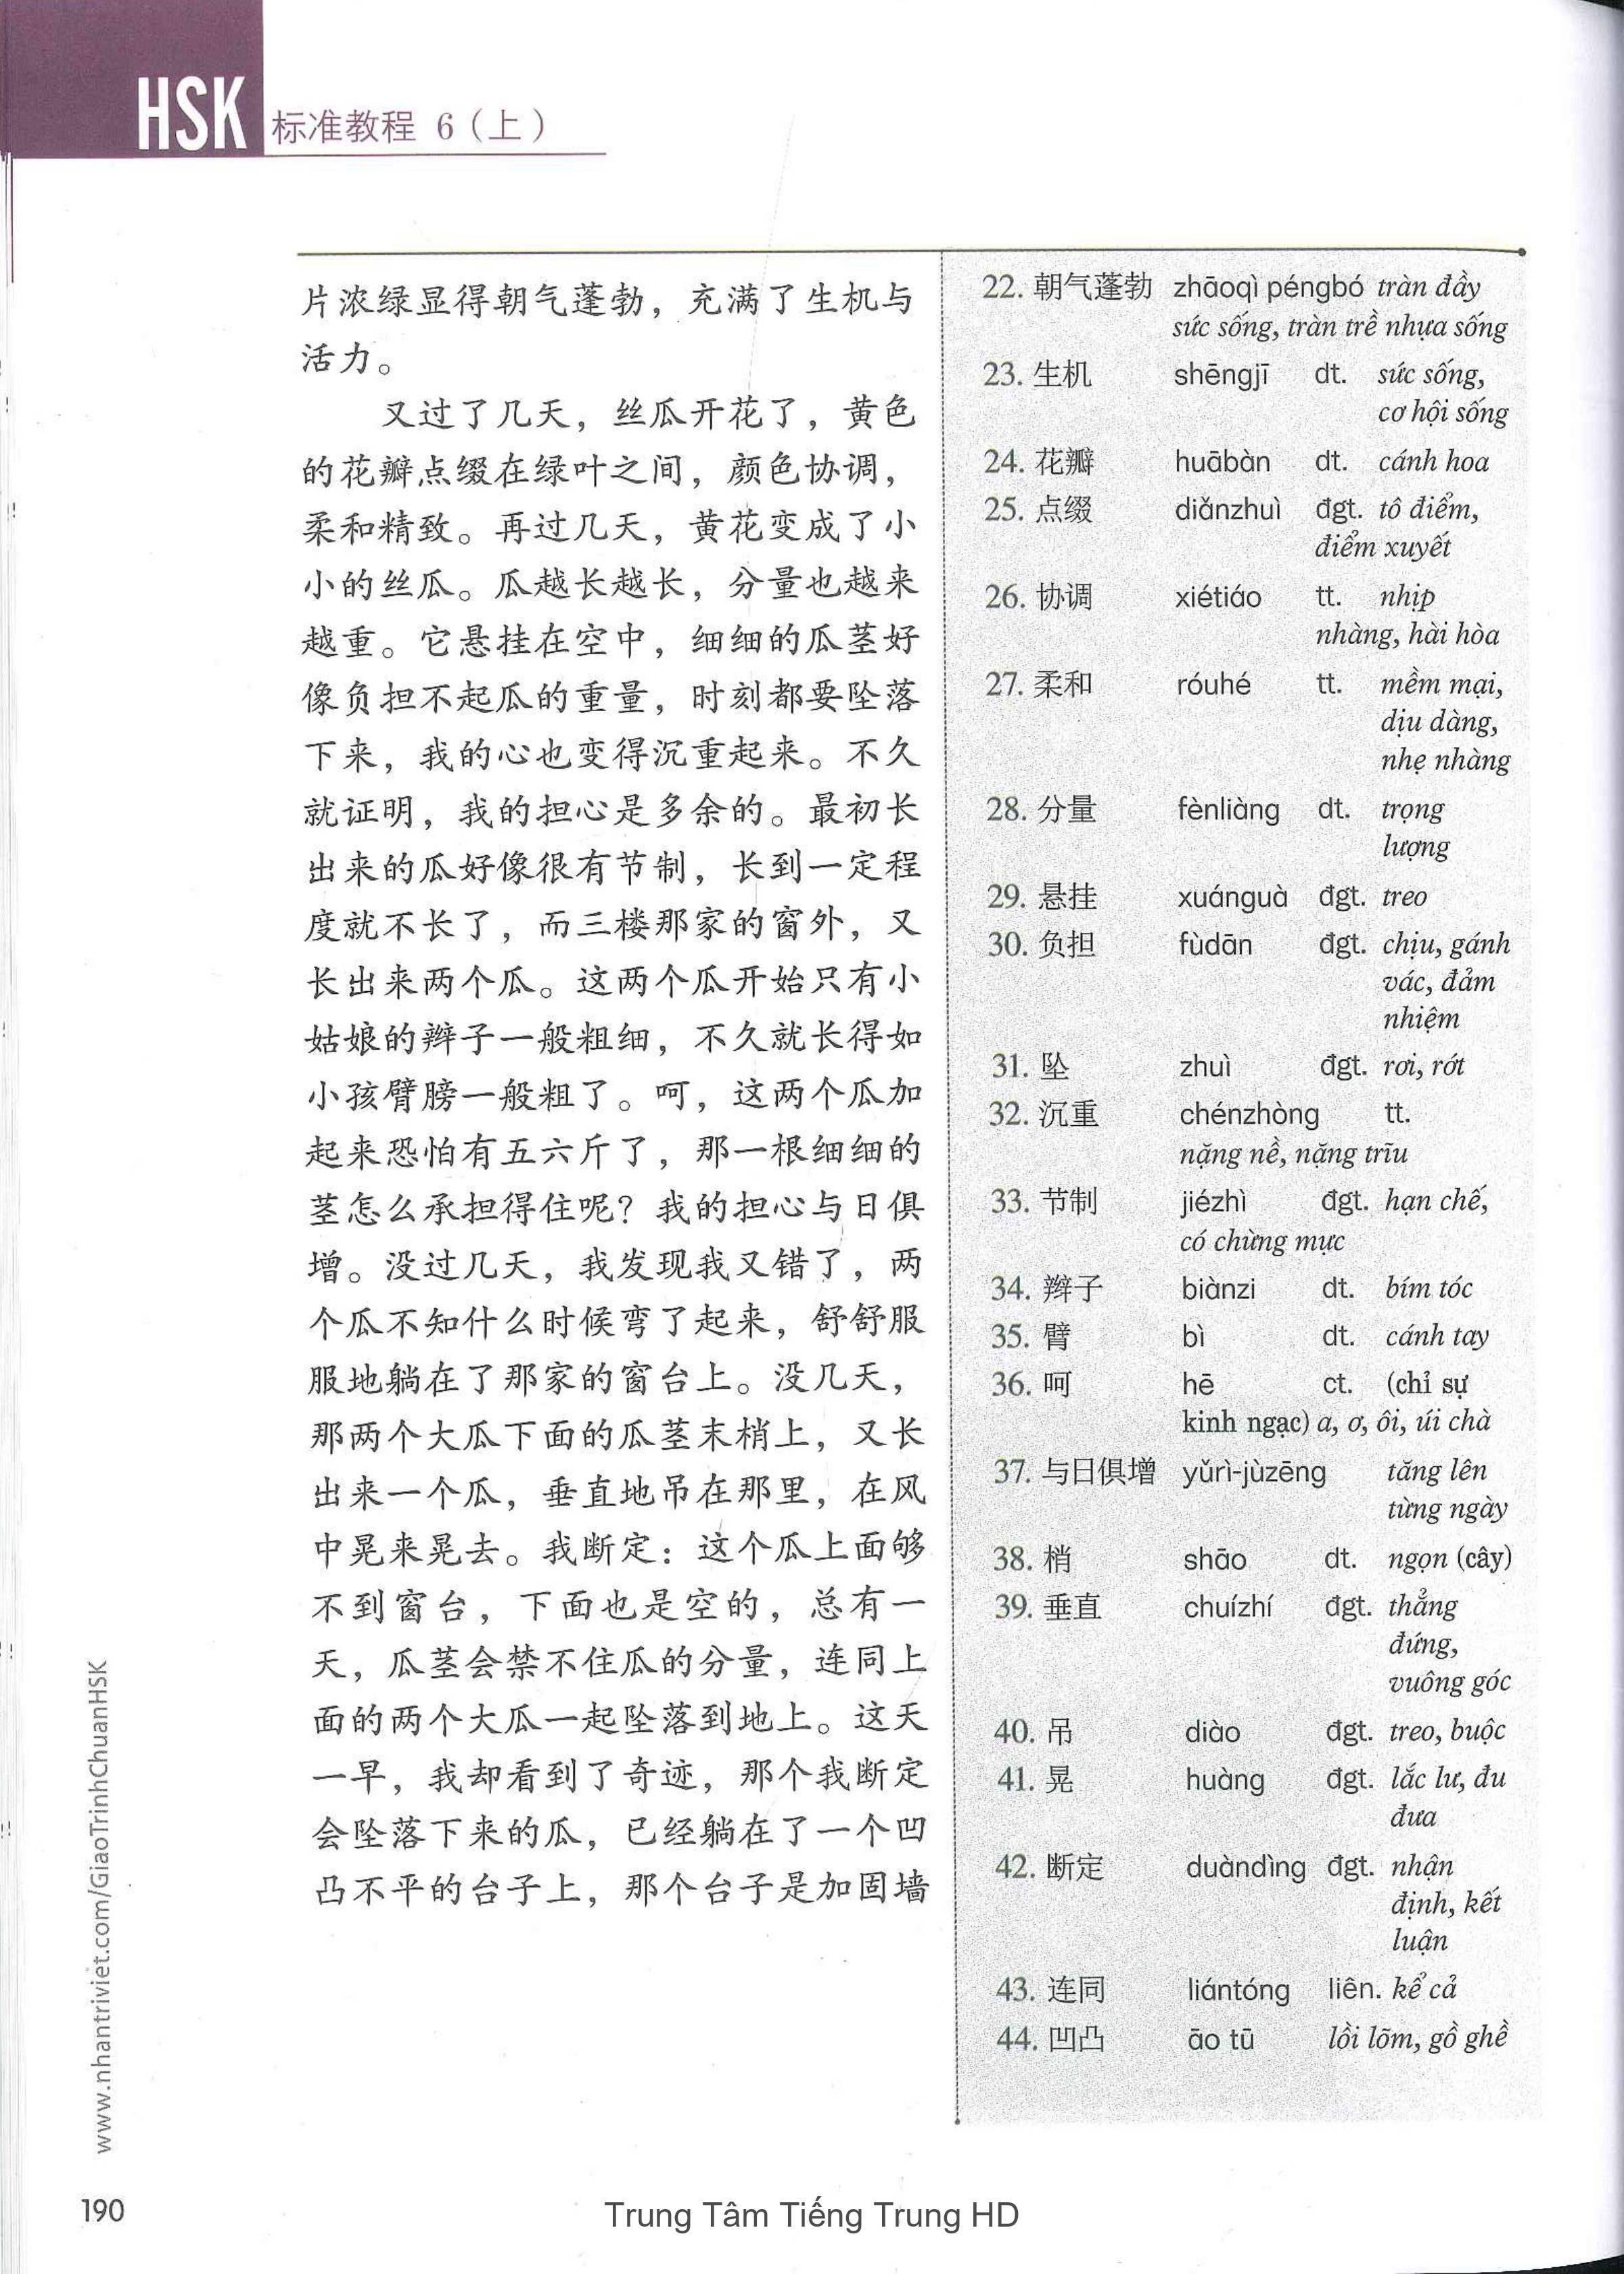 HSK 标准教程 6（上）
片浓绿显得朝气蓬勃，充满了生机与
活力。
又过了几天，丝瓜开花了，黄色
的花瓣点缀在绿叶之间，颜色协调，
柔和精致。再过几天，黄花变成了小
小的丝瓜。瓜越长越长，分量也越来
越重。它悬挂在空中，细细的瓜茎好
像负担不起瓜的重量，时刻都要坠落
下来，我的心也变得沉重起来。不久
就证明，我的担心是多余的。最初长
出来的瓜好像很有节制，长到一定程
度就不长了，而三楼那家的窗外，又
长出来两个瓜。这两个瓜开始只有小
姑娘的辫子一般粗细，不久就长得如
小孩臂膀一般粗了。呵，这两个瓜加
起来恐怕有五六斤了，那一根细细的
茎怎么承担得住呢？我的担心与日俱
增。没过几天，我发现我又错了，两
个瓜不知什么时候弯了起来，舒舒服
服地躺在了那家的窗台上。没几天，
那两个大瓜下面的瓜茎末梢上，又长
出来一个瓜，垂直地吊在那里，在风
中晃来晃去。我断定：这个瓜上面够
不到窗台，下面也是空的，总有一
天，瓜茎会禁不住瓜的分量，连同上
面的两个大瓜一起坠落到地上。这天
一早，我却看到了奇迹，那个我断定
会坠落下来的瓜，已经躺在了一个凹
凸不平的台子上，那个台子是加固墙
22. 朝气蓬勃 zhāoqì péngbó tràn đầy
sức sống, tràn trề nhựa sống
23. 生机 shēngjī dt. sức sống,
cơ hội sống
24. 花瓣 huābàn dt. cánh hoa
25. 点缀 diǎnzhuì đgt. tô điểm,
điểm xuyết
26. 协调 xiétiáo tt. nhịp
nhàng, hài hòa
27. 柔和 róuhé tt. mềm mại,
dịu dàng,
nhẹ nhàng
28. 分量 fènliàng dt. trọng
lượng
29. 悬挂 xuánguà đgt. treo
30. 负担 fùdān đgt. chịu, gánh
vác, đảm
nhiệm
31. 坠 zhuì đgt. rơi, rớt
32. 沉重 chénzhòng tt.
nặng nề, nặng trĩu
33. 节制 jiézhì đgt. hạn chế,
có chừng mực
34. 辫子 biànzi dt. bím tóc
35. 臂 bì dt. cánh tay
36. 呵 hē ct. (chỉ sự
kinh ngạc) a, ơ, ôi, úi chà
37. 与日俱增 yǔrì-jùzēng tăng lên
từng ngày
38. 梢 shāo dt. ngọn (cây)
39. 垂直 chuízhí đgt. thẳng
đứng,
vuông góc
40. 吊 diào đgt. treo, buộc
41. 晃 huàng đgt. lắc lư, đu
đưa
42. 断定 duàndìng đgt. nhận
định, kết
luận
43. 连同 liántóng liên. kể cả
44. 凹凸 āo tū lồi lõm, gồ ghề
www.nhantriviet.com/GiaoTrinhChuanHSK
190
Trung Tâm Tiếng Trung HD